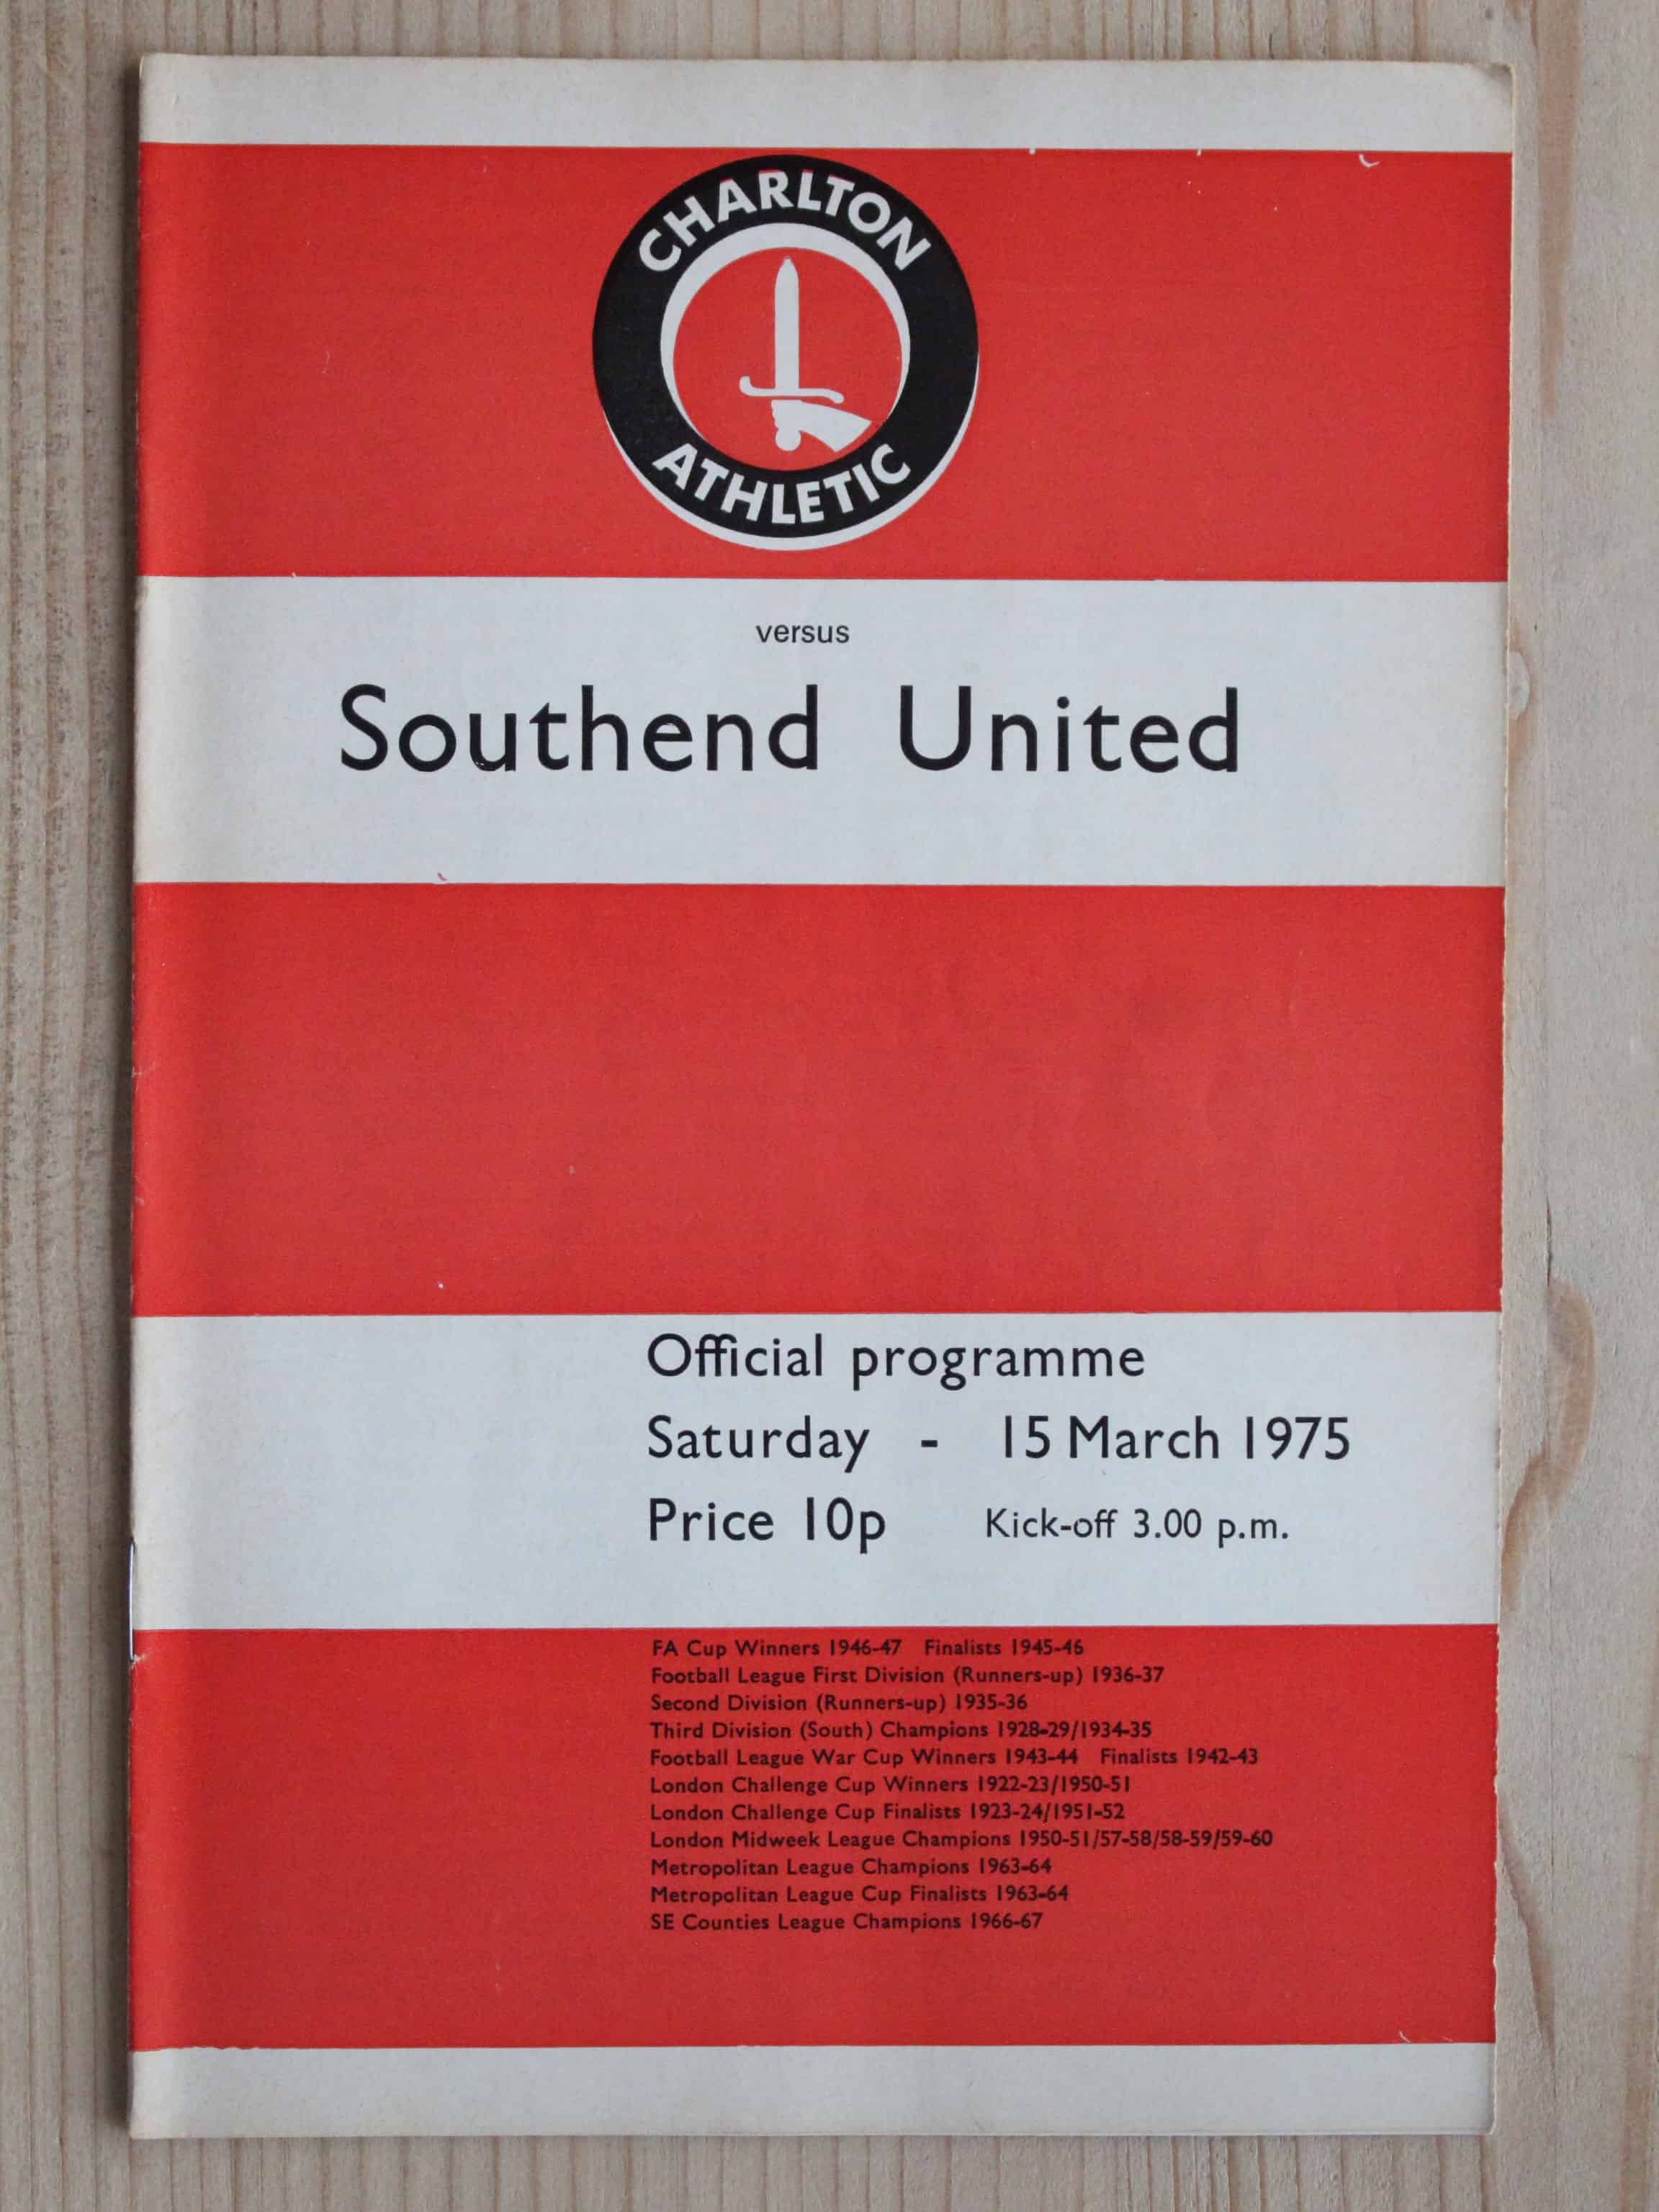 CHARLTON
ATHLETIC
versus
Southend United
Official programme
Saturday - 15 March 1975
Price 10p Kick-off 3.00 p.m.
FA Cup Winners 1946-47 Finalists 1945-46
Football League First Division (Runners-up) 1936-37
Second Division (Runners-up) 1935-36
Third Division (South) Champions 1928-29/1934-35
Football League War Cup Winners 1943-44 Finalists 1942-43
London Challenge Cup Winners 1922-23/1950-51
London Challenge Cup Finalists 1923-24/1951-52
London Midweek League Champions 1950-51/57-58/58-59/59-60
Metropolitan League Champions 1963-64
Metropolitan League Cup Finalists 1963-64
SE Counties League Champions 1966-67